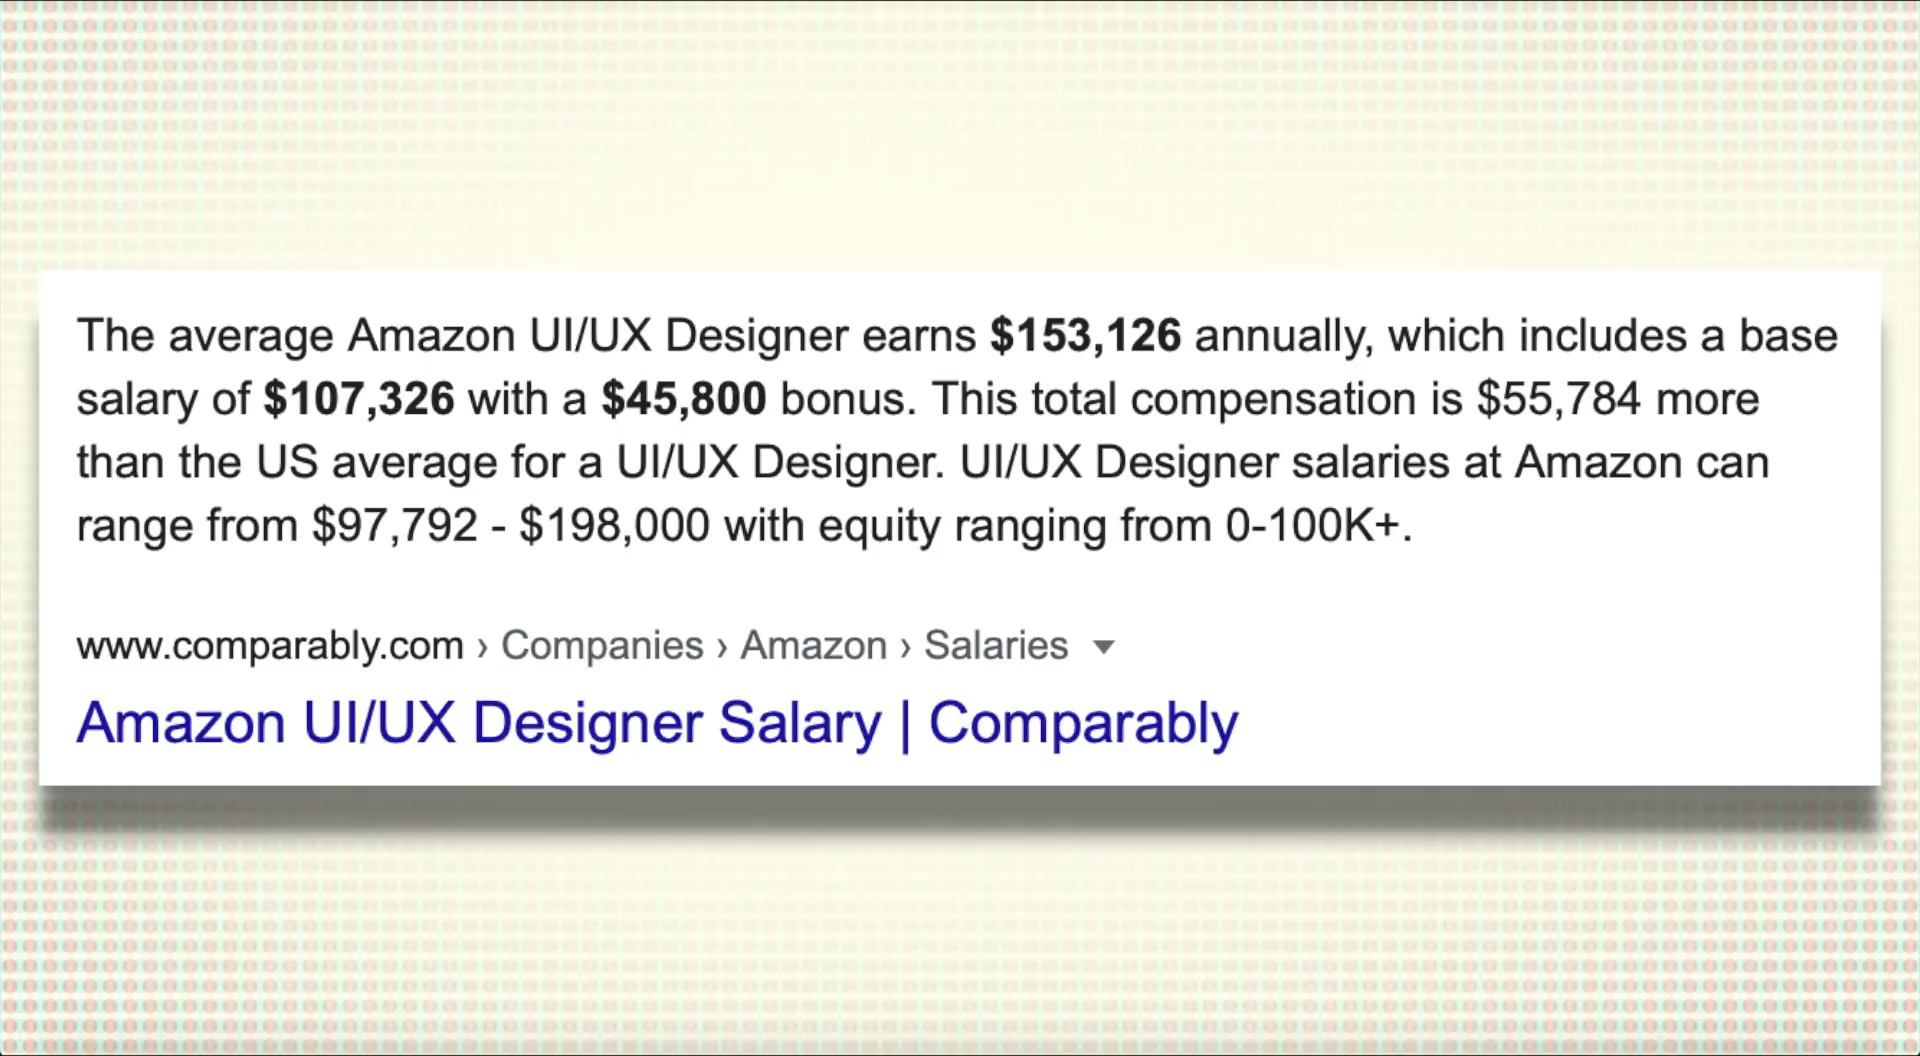 The average Amazon UI/UX Designer earns $153,126 annually, which includes a base
salary of $107,326 with a $45,800 bonus. This total compensation is $55,784 more
than the US average for a UI/UX Designer. UI/UX Designer salaries at Amazon can
range from $97,792 - $198,000 with equity ranging from 0-100K+.
www.comparably.com › Companies › Amazon › Salaries
Amazon UI/UX Designer Salary | Comparably